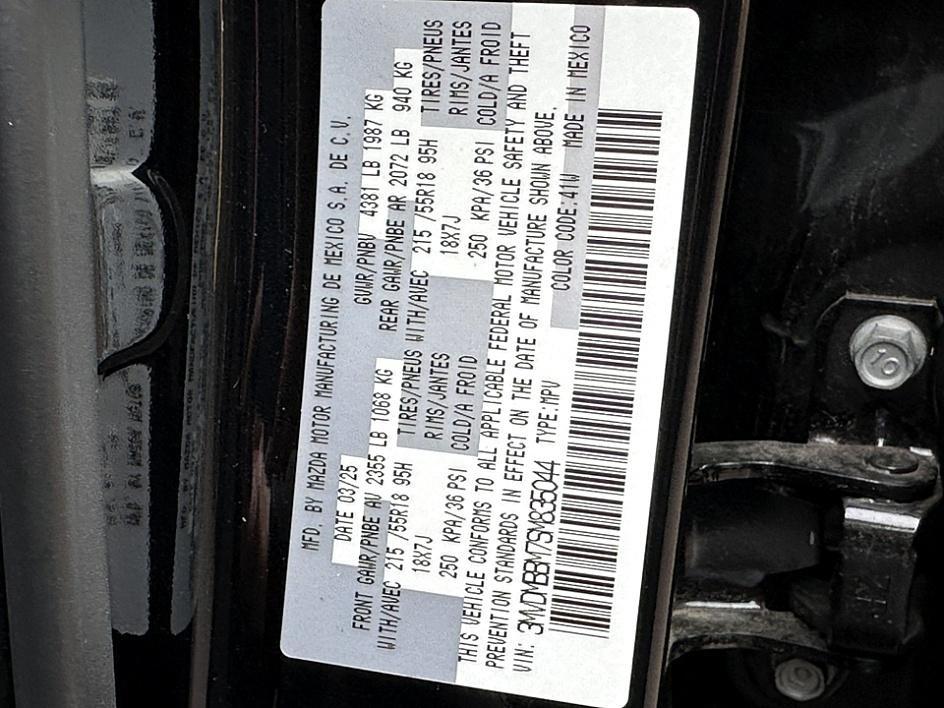 MFD. BY MAZDA MOTOR MANUFACTURING DE MEXICO S.A. DE C.V.
DATE 03/25 GVWR/PNBV 4381 LB 1987 KG
FRONT GAWR/PNBE AV 2355 LB 1068 KG REAR GAWR/PNBE AR 2072 LB 940 KG
WITH/AVEC 215 /55R18 95H TIRES/PNEUS WITH/AVEC 215 /55R18 95H TIRES/PNEUS
18X7J RIMS/JANTES 18X7J RIMS/JANTES
250 KPA/36 PSI COLD/A FROID 250 KPA/36 PSI COLD/A FROID
THIS VEHICLE CONFORMS TO ALL APPLICABLE FEDERAL MOTOR VEHICLE SAFETY AND THEFT
PREVENTION STANDARDS IN EFFECT ON THE DATE OF MANUFACTURE SHOWN ABOVE.
VIN: TYPE:MPV COLOR CODE:41W MADE IN MEXICO
10